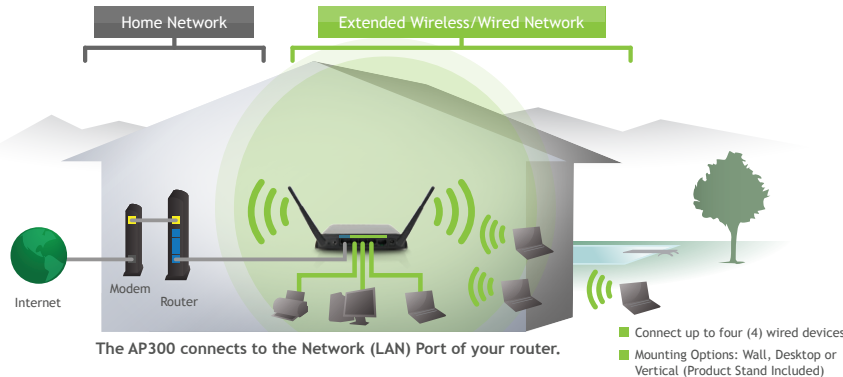 Home Network
Extended Wireless/Wired Network
Internet
Modem
Router
The AP300 connects to the Network (LAN) Port of your router.
Connect up to four (4) wired devices
Mounting Options: Wall, Desktop or
Vertical (Product Stand Included)